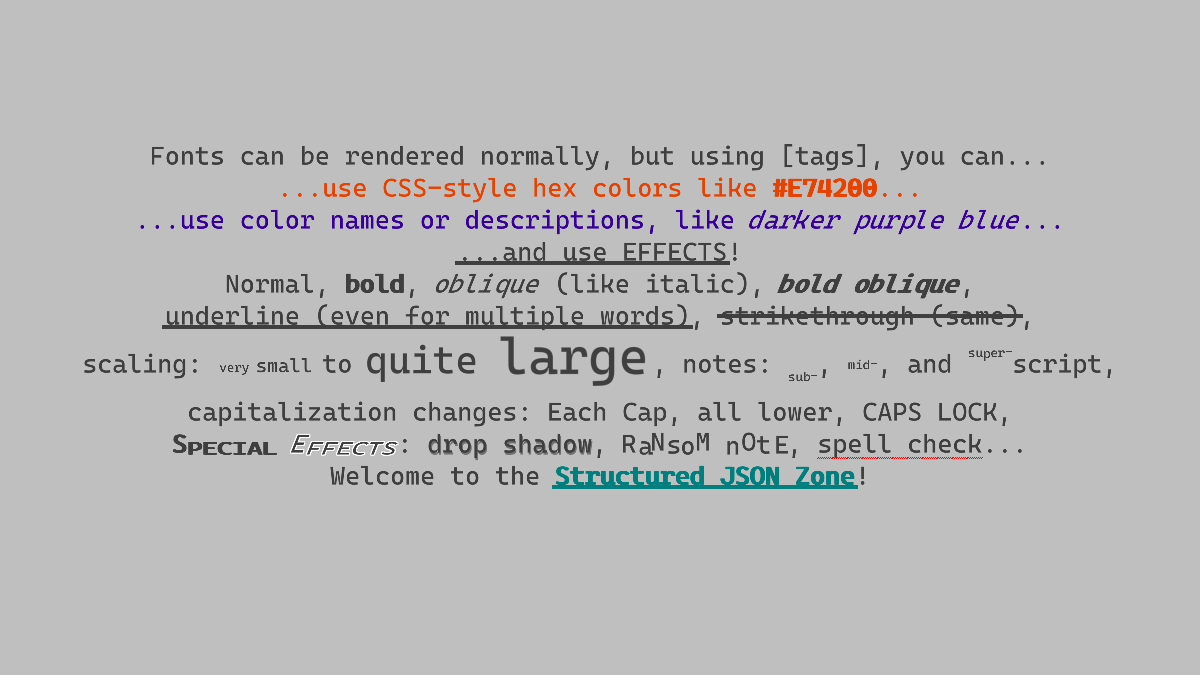 Fonts can be rendered normally, but using [tags], you can...
...use CSS-style hex colors like #E74200...
...use color names or descriptions, like darker purple blue...
...and use EFFECTS!
Normal, bold, oblique (like italic), bold oblique,
underline (even for multiple words), strikethrough (same),
scaling: very small to quite large, notes: sub-, mid-, and super-script,
capitalization changes: Each Cap, all lower, CAPS LOCK,
SPECIAL EFFECTS: drop shadow, RaNsoM nOtE, spell check...
Welcome to the Structured JSON Zone!